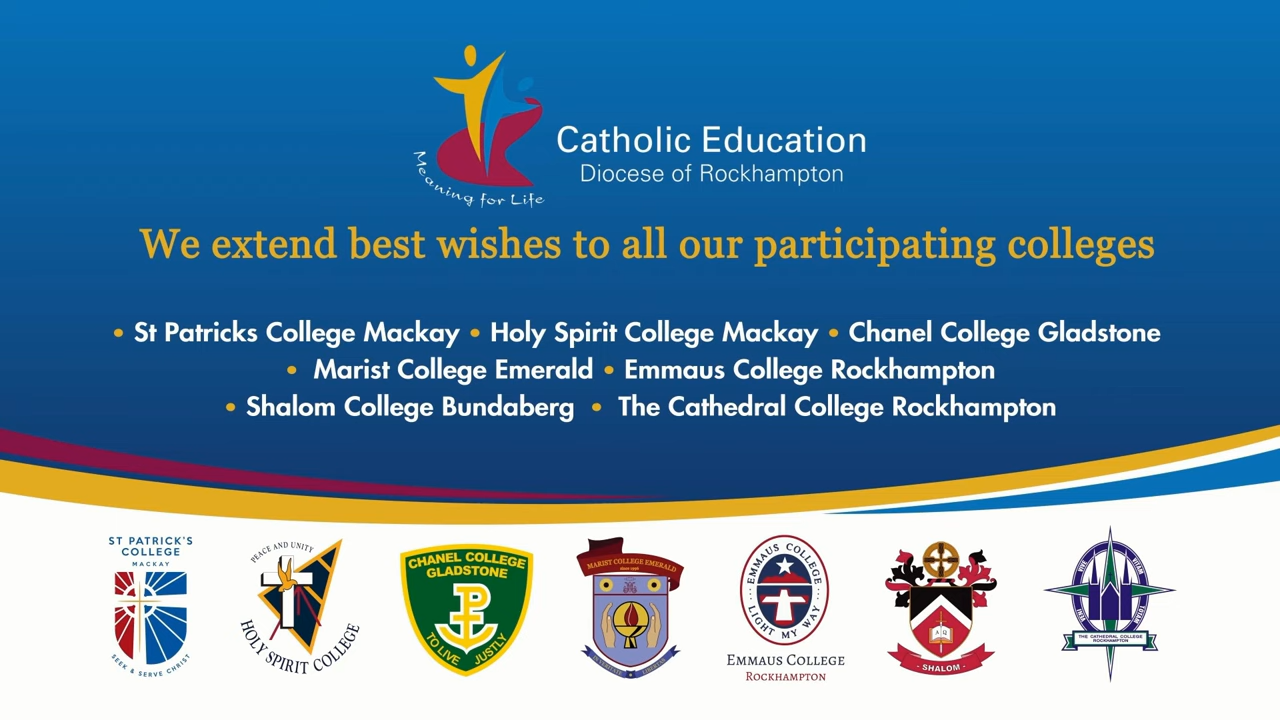 Catholic Education
Diocese of Rockhampton
Meaning for Life
We extend best wishes to all our participating colleges
• St Patricks College Mackay • Holy Spirit College Mackay • Chanel College Gladstone
• Marist College Emerald • Emmaus College Rockhampton
• Shalom College Bundaberg • The Cathedral College Rockhampton
ST PATRICK'S
COLLEGE
MACKAY
SEEK & SERVE CHRIST
PEACE AND UNITY
HOLY SPIRIT COLLEGE
CHANEL COLLEGE
GLADSTONE
TO LIVE JUSTLY
MARIST COLLEGE EMERALD
since 1996
EMMAUS COLLEGE
LIGHT MY WAY
EMMAUS COLLEGE
ROCKHAMPTON
A Ω
SHALOM
THE CATHEDRAL COLLEGE
ROCKHAMPTON